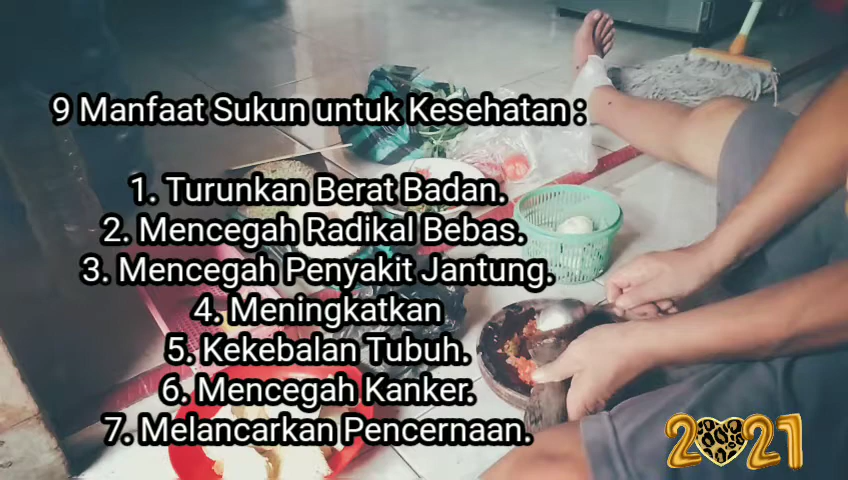 9 Manfaat Sukun untuk Kesehatan :
1. Turunkan Berat Badan.
2. Mencegah Radikal Bebas.
3. Mencegah Penyakit Jantung.
4. Meningkatkan
5. Kekebalan Tubuh.
6. Mencegah Kanker.
7. Melancarkan Pencernaan.
2021